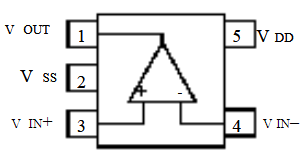 V OUT 1 5 V DD
V SS 2
+ -
V IN+ 3 4 V IN–